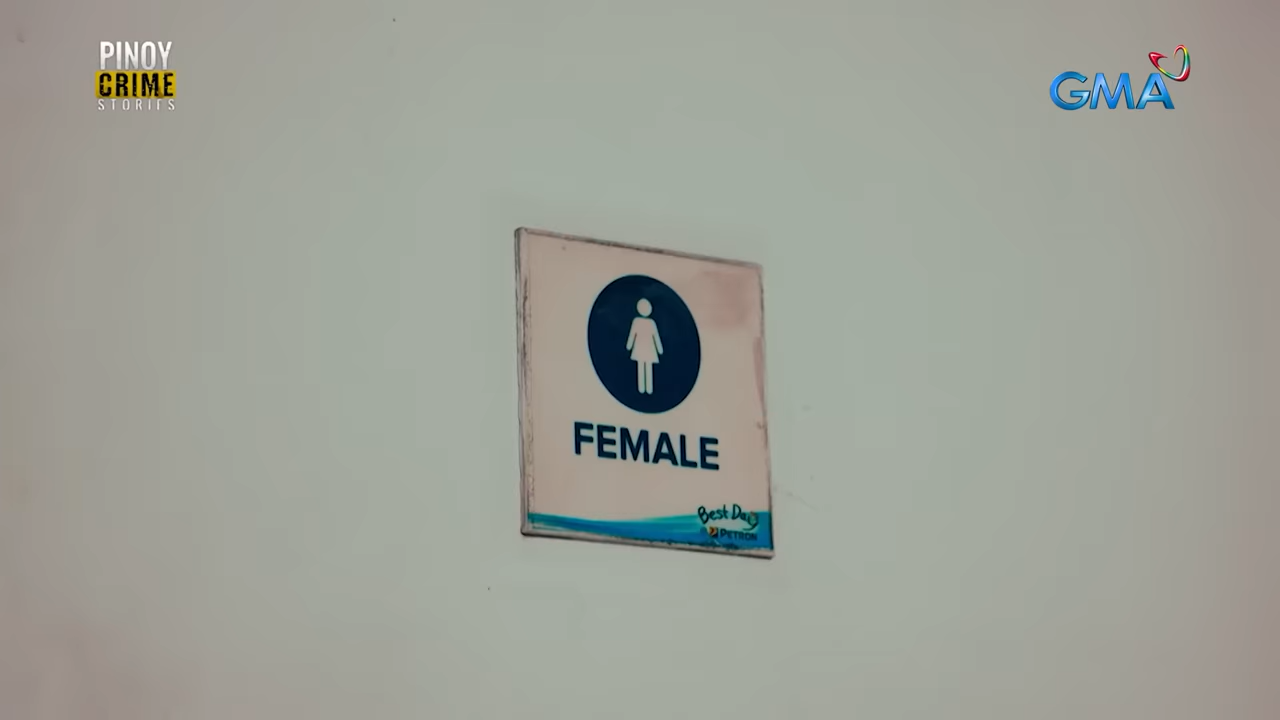 PINOY
CRIME
STORIES
GMA
FEMALE
Best Day
PETRON